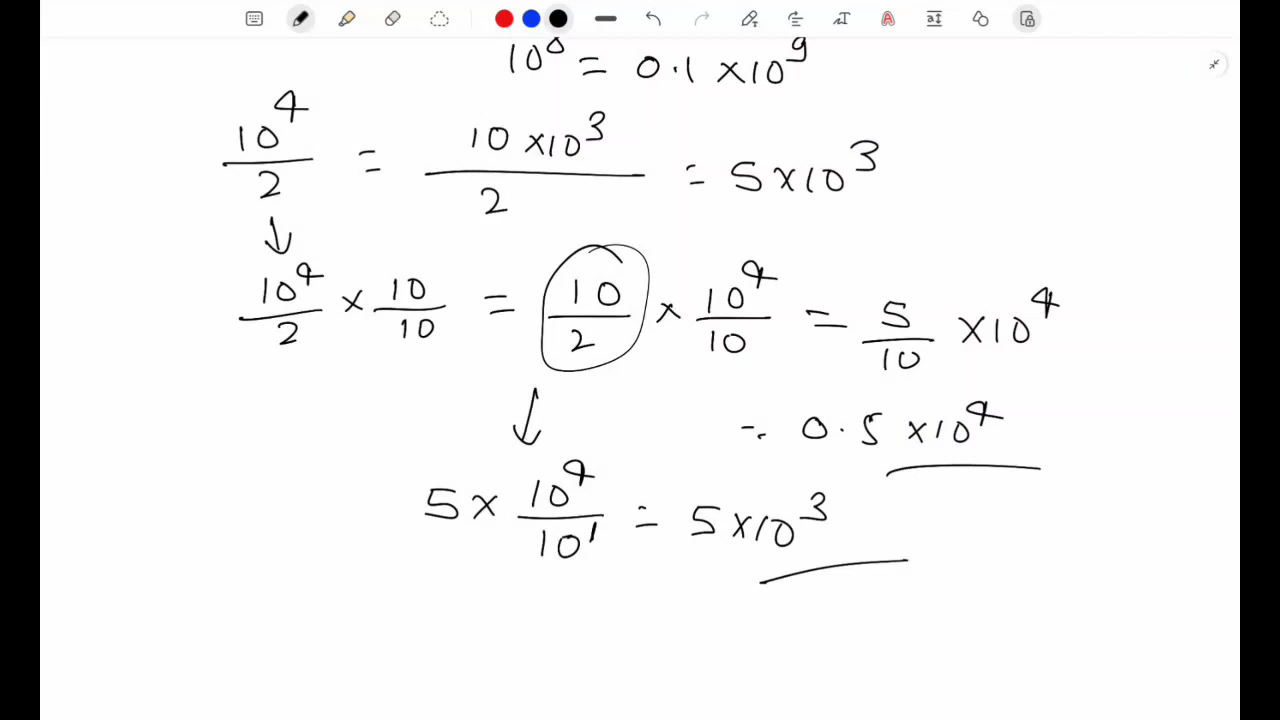 10⁸ = 0.1 ×10⁹
10⁴/2 = 10 ×10³/2 = 5×10³
↓
10⁴/2 × 10/10 = 10/2 × 10⁴/10 = 5/10 ×10⁴
↓ = 0.5 ×10⁴
5 × 10⁴/10¹ = 5×10³